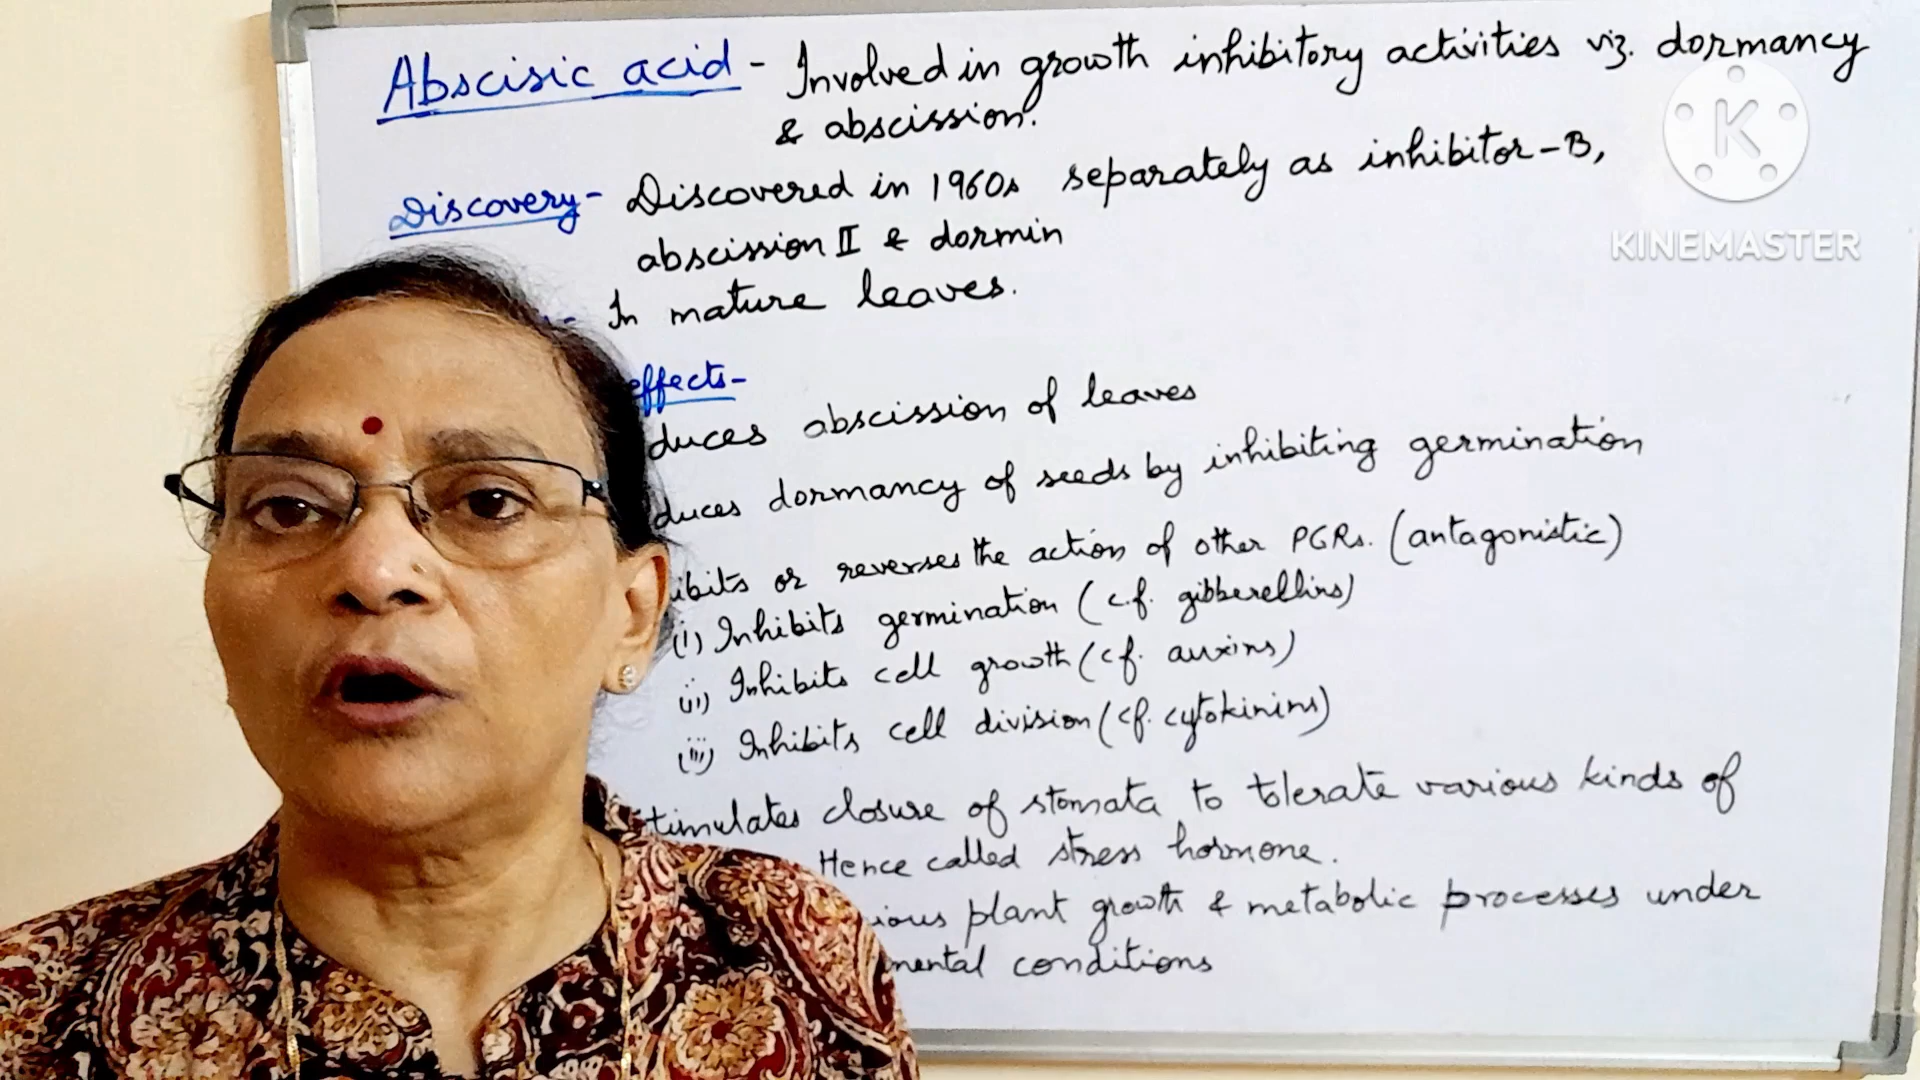 Abscisic acid - Involved in growth inhibitory activities viz. dormancy
& abscission.
Discovery - Discovered in 1960s separately as inhibitor-B,
abscission II & dormin
- In mature leaves.
effects-
duces abscission of leaves
duces dormancy of seeds by inhibiting germination
ibits or reverses the action of other PGRs. (antagonistic)
(i) Inhibits germination (c.f. gibberellins)
(ii) Inhibits cell growth (cf. auxins)
(iii) Inhibits cell division (cf. cytokinins)
timulates closure of stomata to tolerate various kinds of
Hence called stress hormone.
ious plant growth & metabolic processes under
mental conditions
K
KINEMASTER